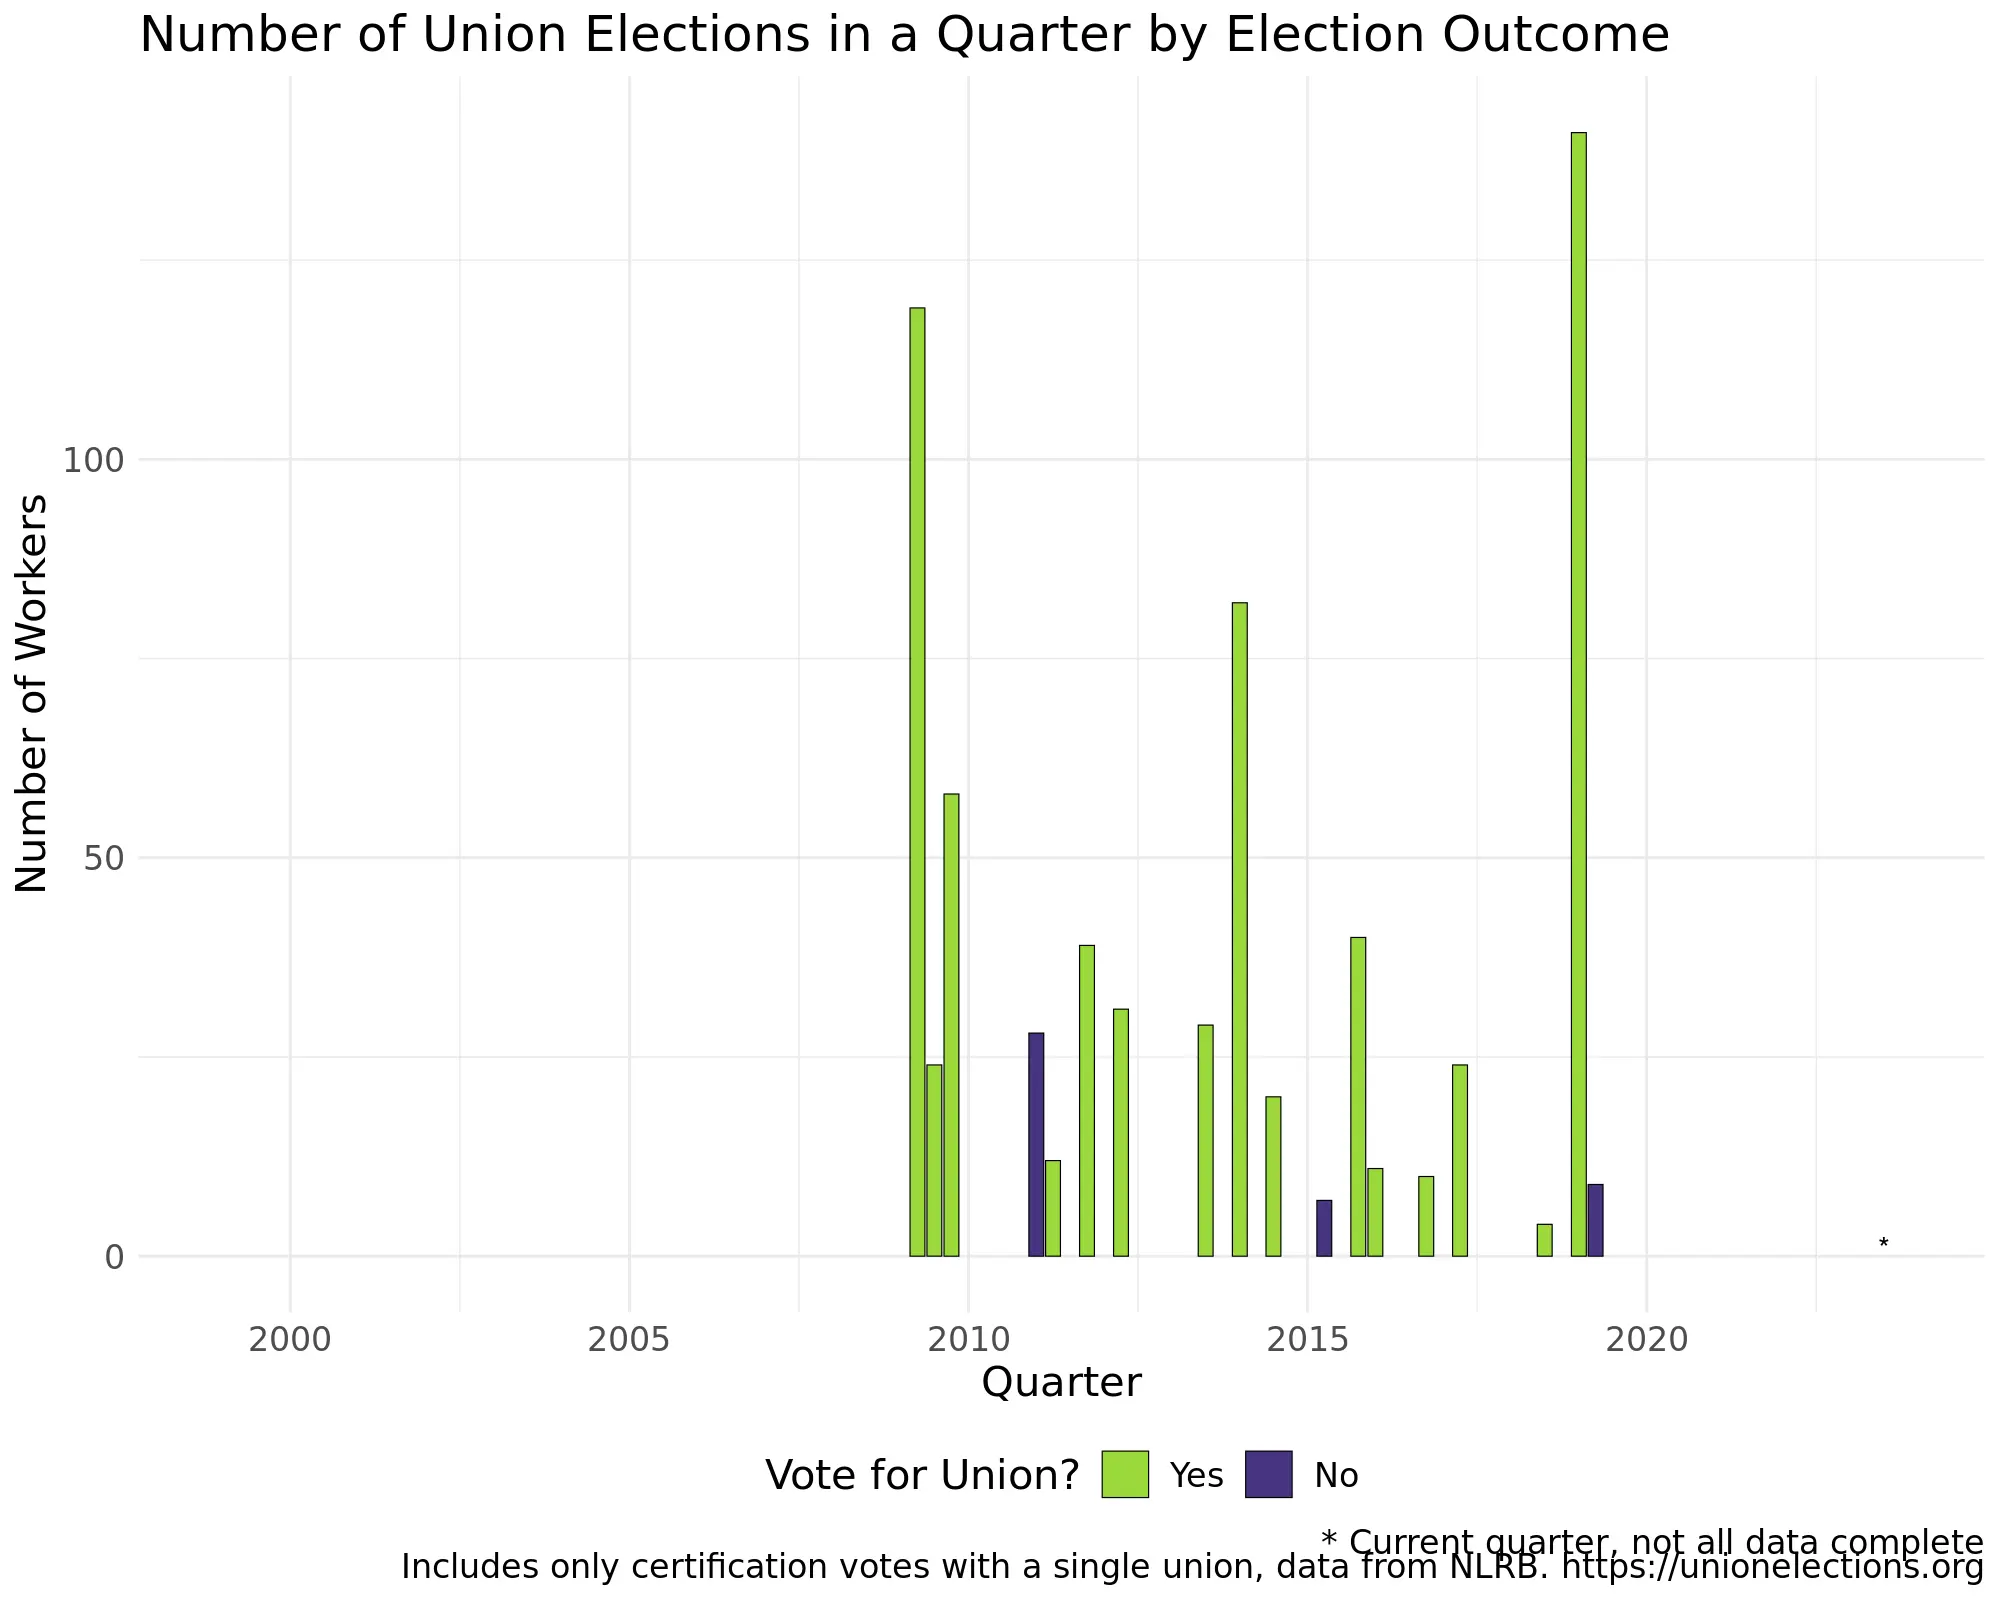 Number of Union Elections in a Quarter by Election Outcome
Number of Workers
100
50
0
*
2000 2005 2010 2015 2020
Quarter
Vote for Union? Yes No
* Current quarter, not all data complete
Includes only certification votes with a single union, data from NLRB. https://unionelections.org